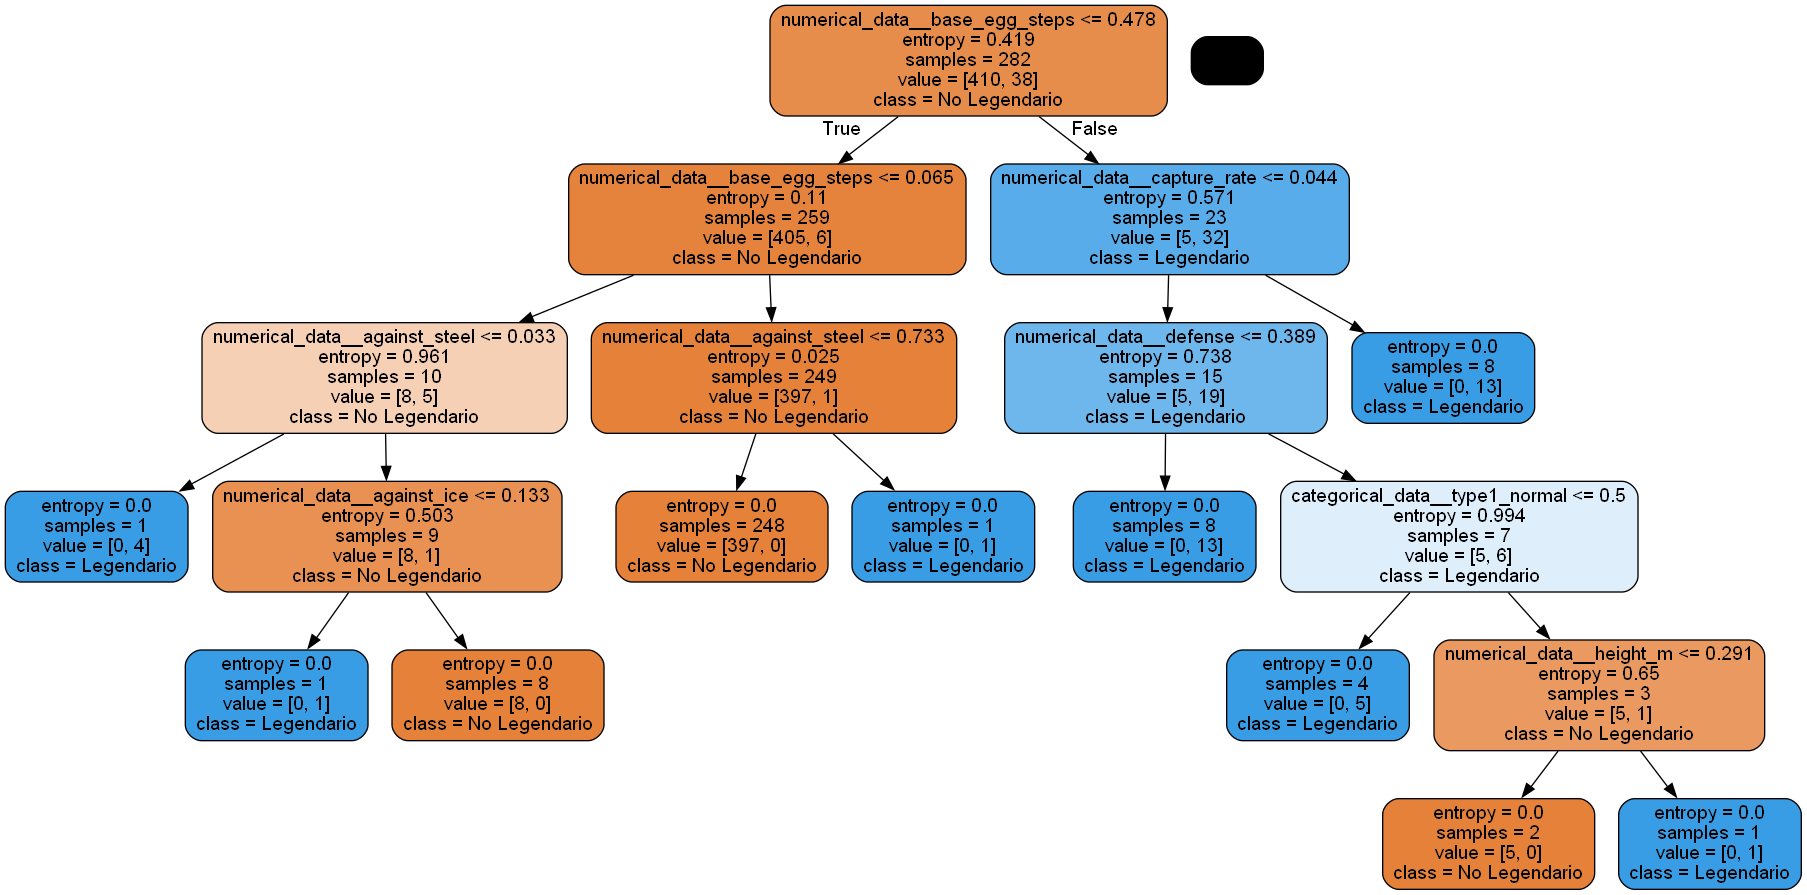 numerical_data__base_egg_steps <= 0.478
entropy = 0.419
samples = 282
value = [410, 38]
class = No Legendario
True
False
numerical_data__base_egg_steps <= 0.065
entropy = 0.11
samples = 259
value = [405, 6]
class = No Legendario
numerical_data__capture_rate <= 0.044
entropy = 0.571
samples = 23
value = [5, 32]
class = Legendario
numerical_data__against_steel <= 0.033
entropy = 0.961
samples = 10
value = [8, 5]
class = No Legendario
numerical_data__against_steel <= 0.733
entropy = 0.025
samples = 249
value = [397, 1]
class = No Legendario
numerical_data__defense <= 0.389
entropy = 0.738
samples = 15
value = [5, 19]
class = Legendario
entropy = 0.0
samples = 8
value = [0, 13]
class = Legendario
entropy = 0.0
samples = 1
value = [0, 4]
class = Legendario
numerical_data__against_ice <= 0.133
entropy = 0.503
samples = 9
value = [8, 1]
class = No Legendario
entropy = 0.0
samples = 248
value = [397, 0]
class = No Legendario
entropy = 0.0
samples = 1
value = [0, 1]
class = Legendario
entropy = 0.0
samples = 8
value = [0, 13]
class = Legendario
categorical_data__type1_normal <= 0.5
entropy = 0.994
samples = 7
value = [5, 6]
class = Legendario
entropy = 0.0
samples = 1
value = [0, 1]
class = Legendario
entropy = 0.0
samples = 8
value = [8, 0]
class = No Legendario
entropy = 0.0
samples = 4
value = [0, 5]
class = Legendario
numerical_data__height_m <= 0.291
entropy = 0.65
samples = 3
value = [5, 1]
class = No Legendario
entropy = 0.0
samples = 2
value = [5, 0]
class = No Legendario
entropy = 0.0
samples = 1
value = [0, 1]
class = Legendario